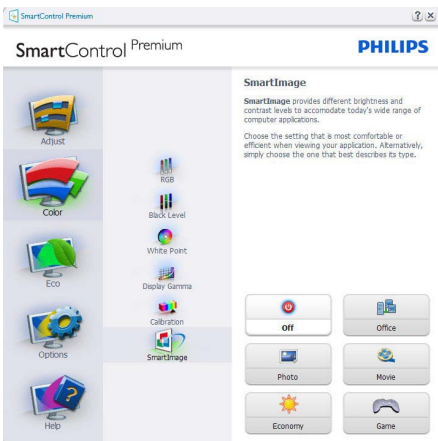 SmartControl Premium
SmartControl Premium
PHILIPS
Adjust
Color
Eco
Options
Help
RGB
Black Level
White Point
Display Gamma
Calibration
SmartImage
SmartImage
SmartImage provides different brightness and
contrast levels to accomodate today's wide range of
computer applications.
Choose the setting that is most comfortable or
efficient when viewing your application. Alternatively,
simply choose the one that best describes its type.
Off
Office
Photo
Movie
Economy
Game